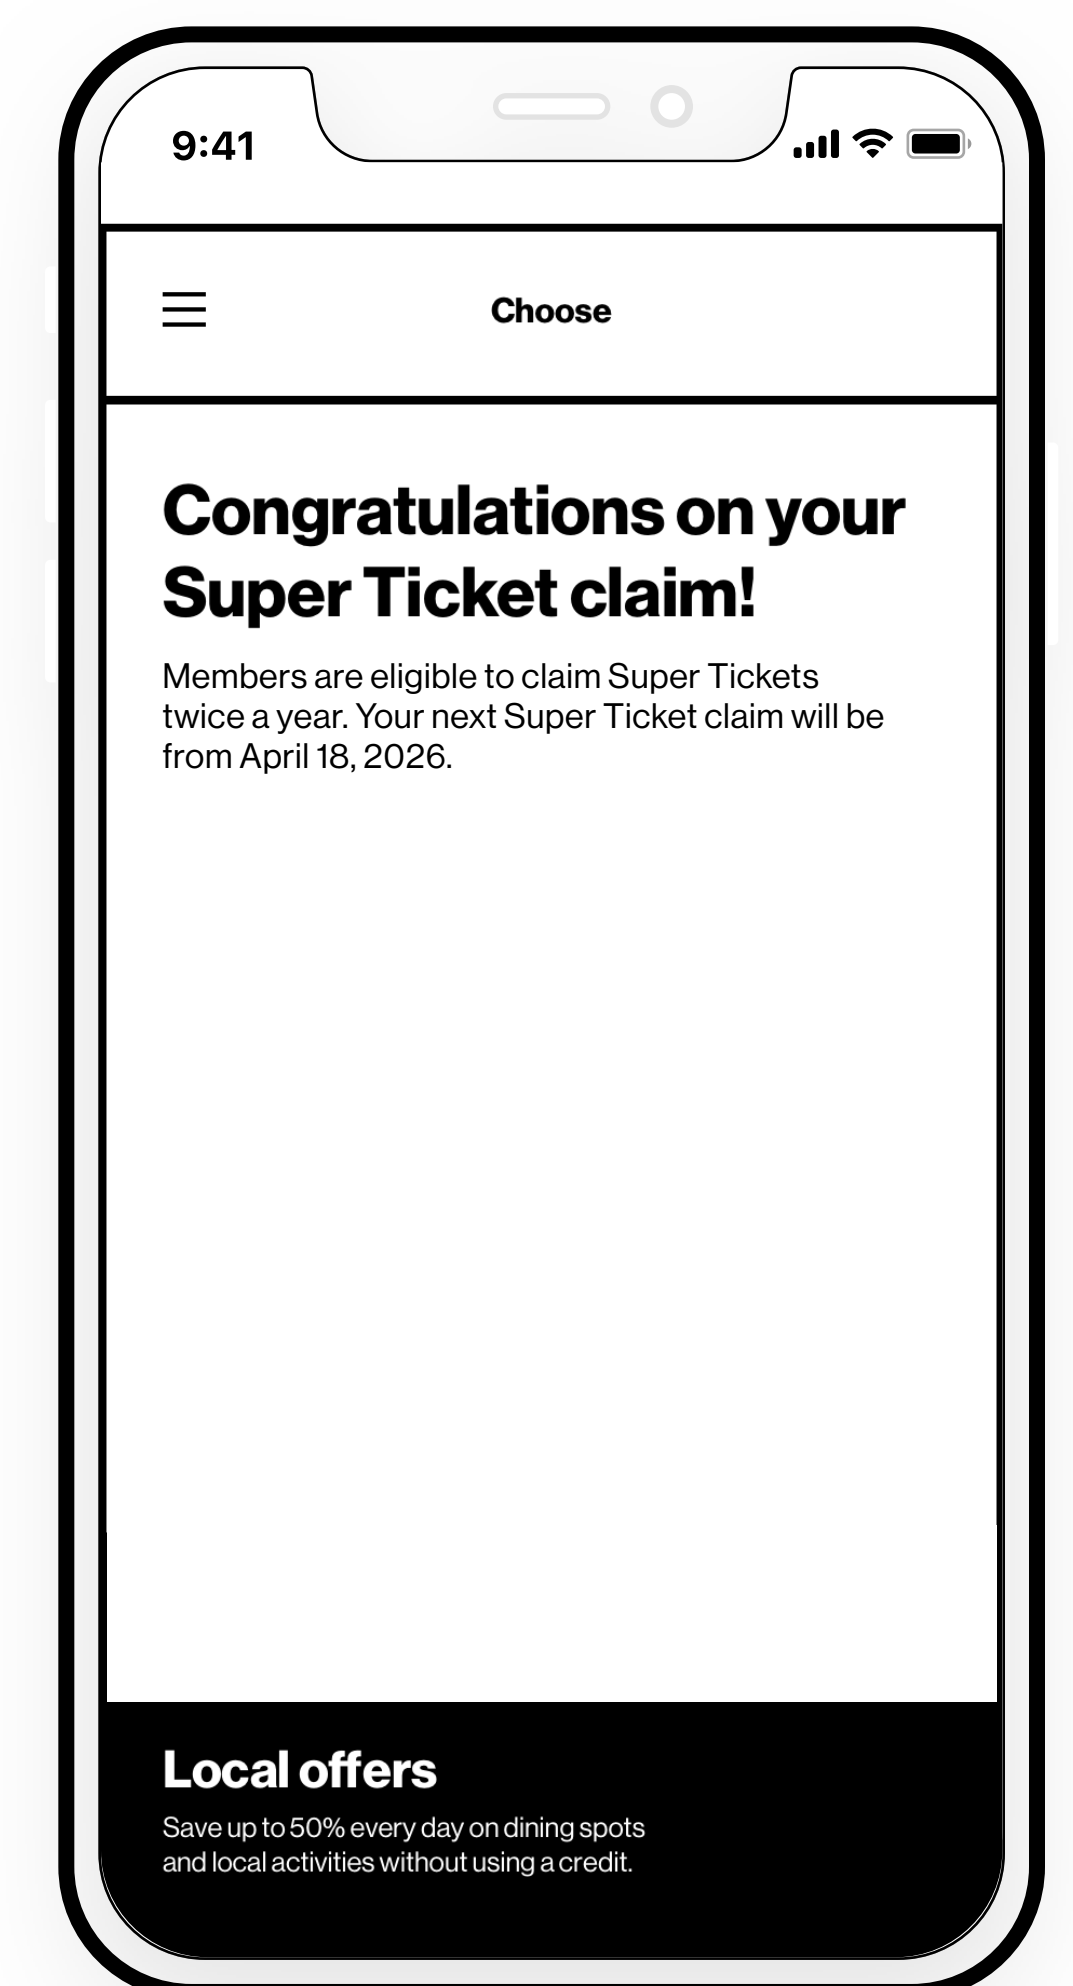 9:41
Choose
Congratulations on your
Super Ticket claim!
Members are eligible to claim Super Tickets
twice a year. Your next Super Ticket claim will be
from April 18, 2026.
Local offers
Save up to 50% every day on dining spots
and local activities without using a credit.